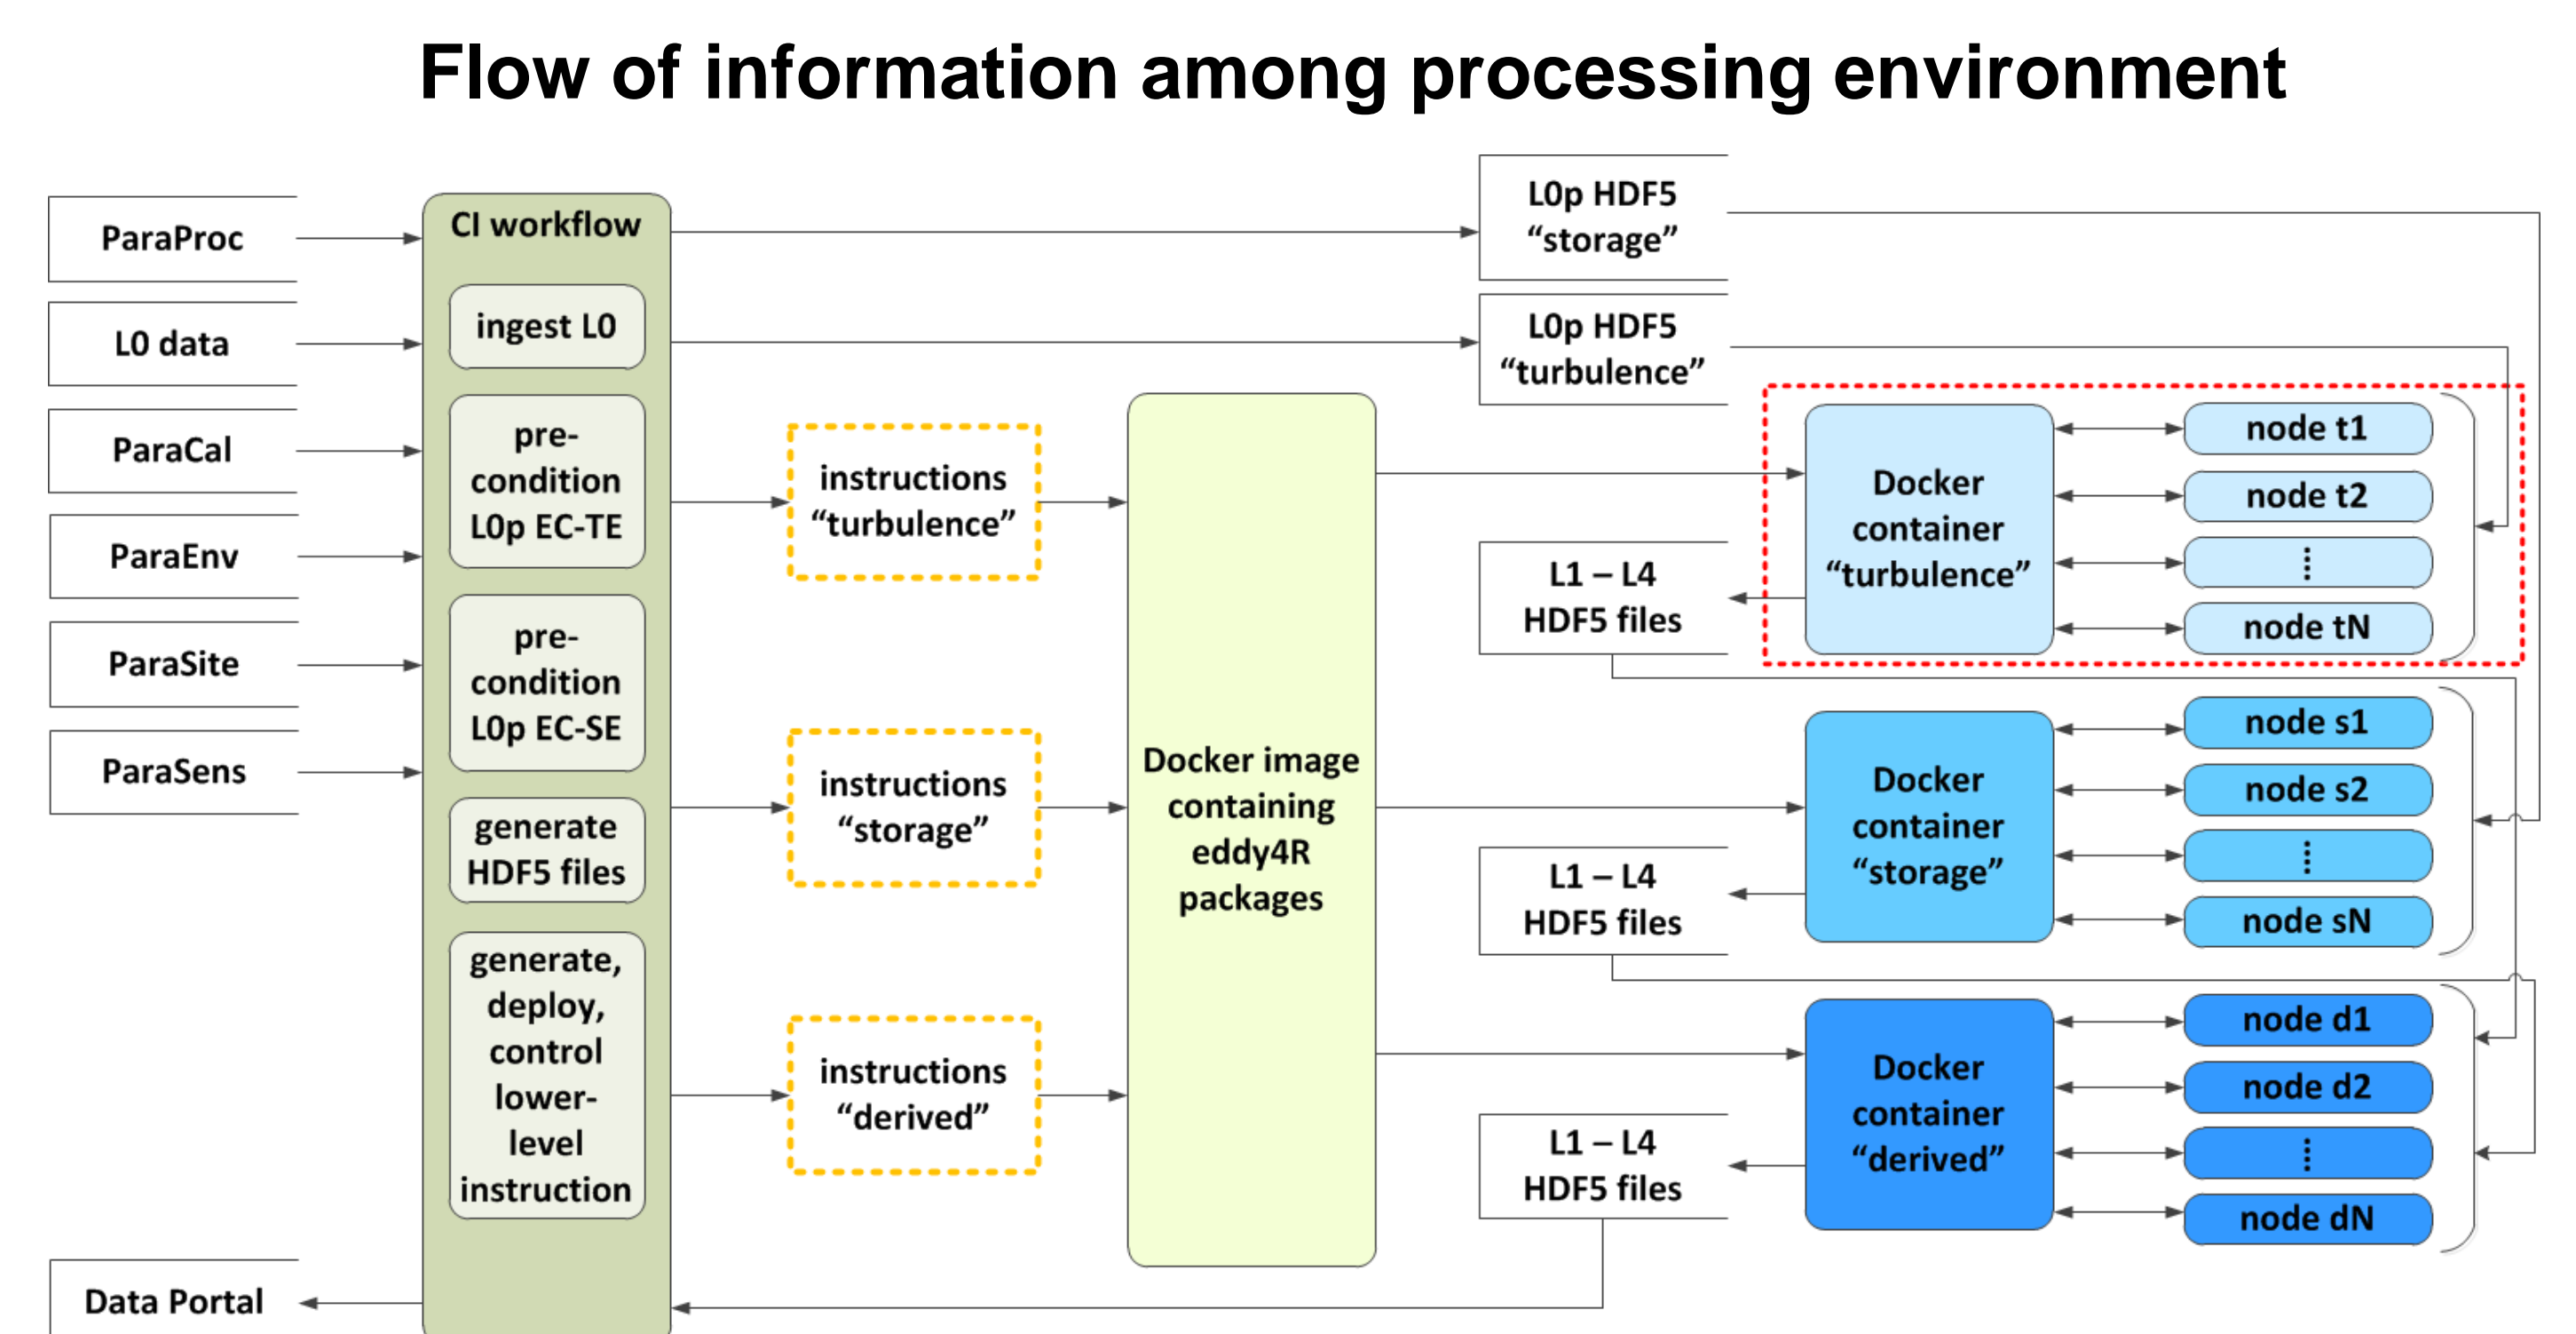 Flow of information among processing environment
ParaProc
L0 data
ParaCal
ParaEnv
ParaSite
ParaSens
Data Portal
CI workflow
ingest L0
pre-
condition
L0p EC-TE
pre-
condition
L0p EC-SE
generate
HDF5 files
generate,
deploy,
control
lower-
level
instruction
instructions
“turbulence”
instructions
“storage”
instructions
“derived”
Docker image
containing
eddy4R
packages
L0p HDF5
“storage”
L0p HDF5
“turbulence”
L1 – L4
HDF5 files
L1 – L4
HDF5 files
L1 – L4
HDF5 files
Docker
container
“turbulence”
node t1
node t2
node tN
Docker
container
“storage”
node s1
node s2
node sN
Docker
container
“derived”
node d1
node d2
node dN